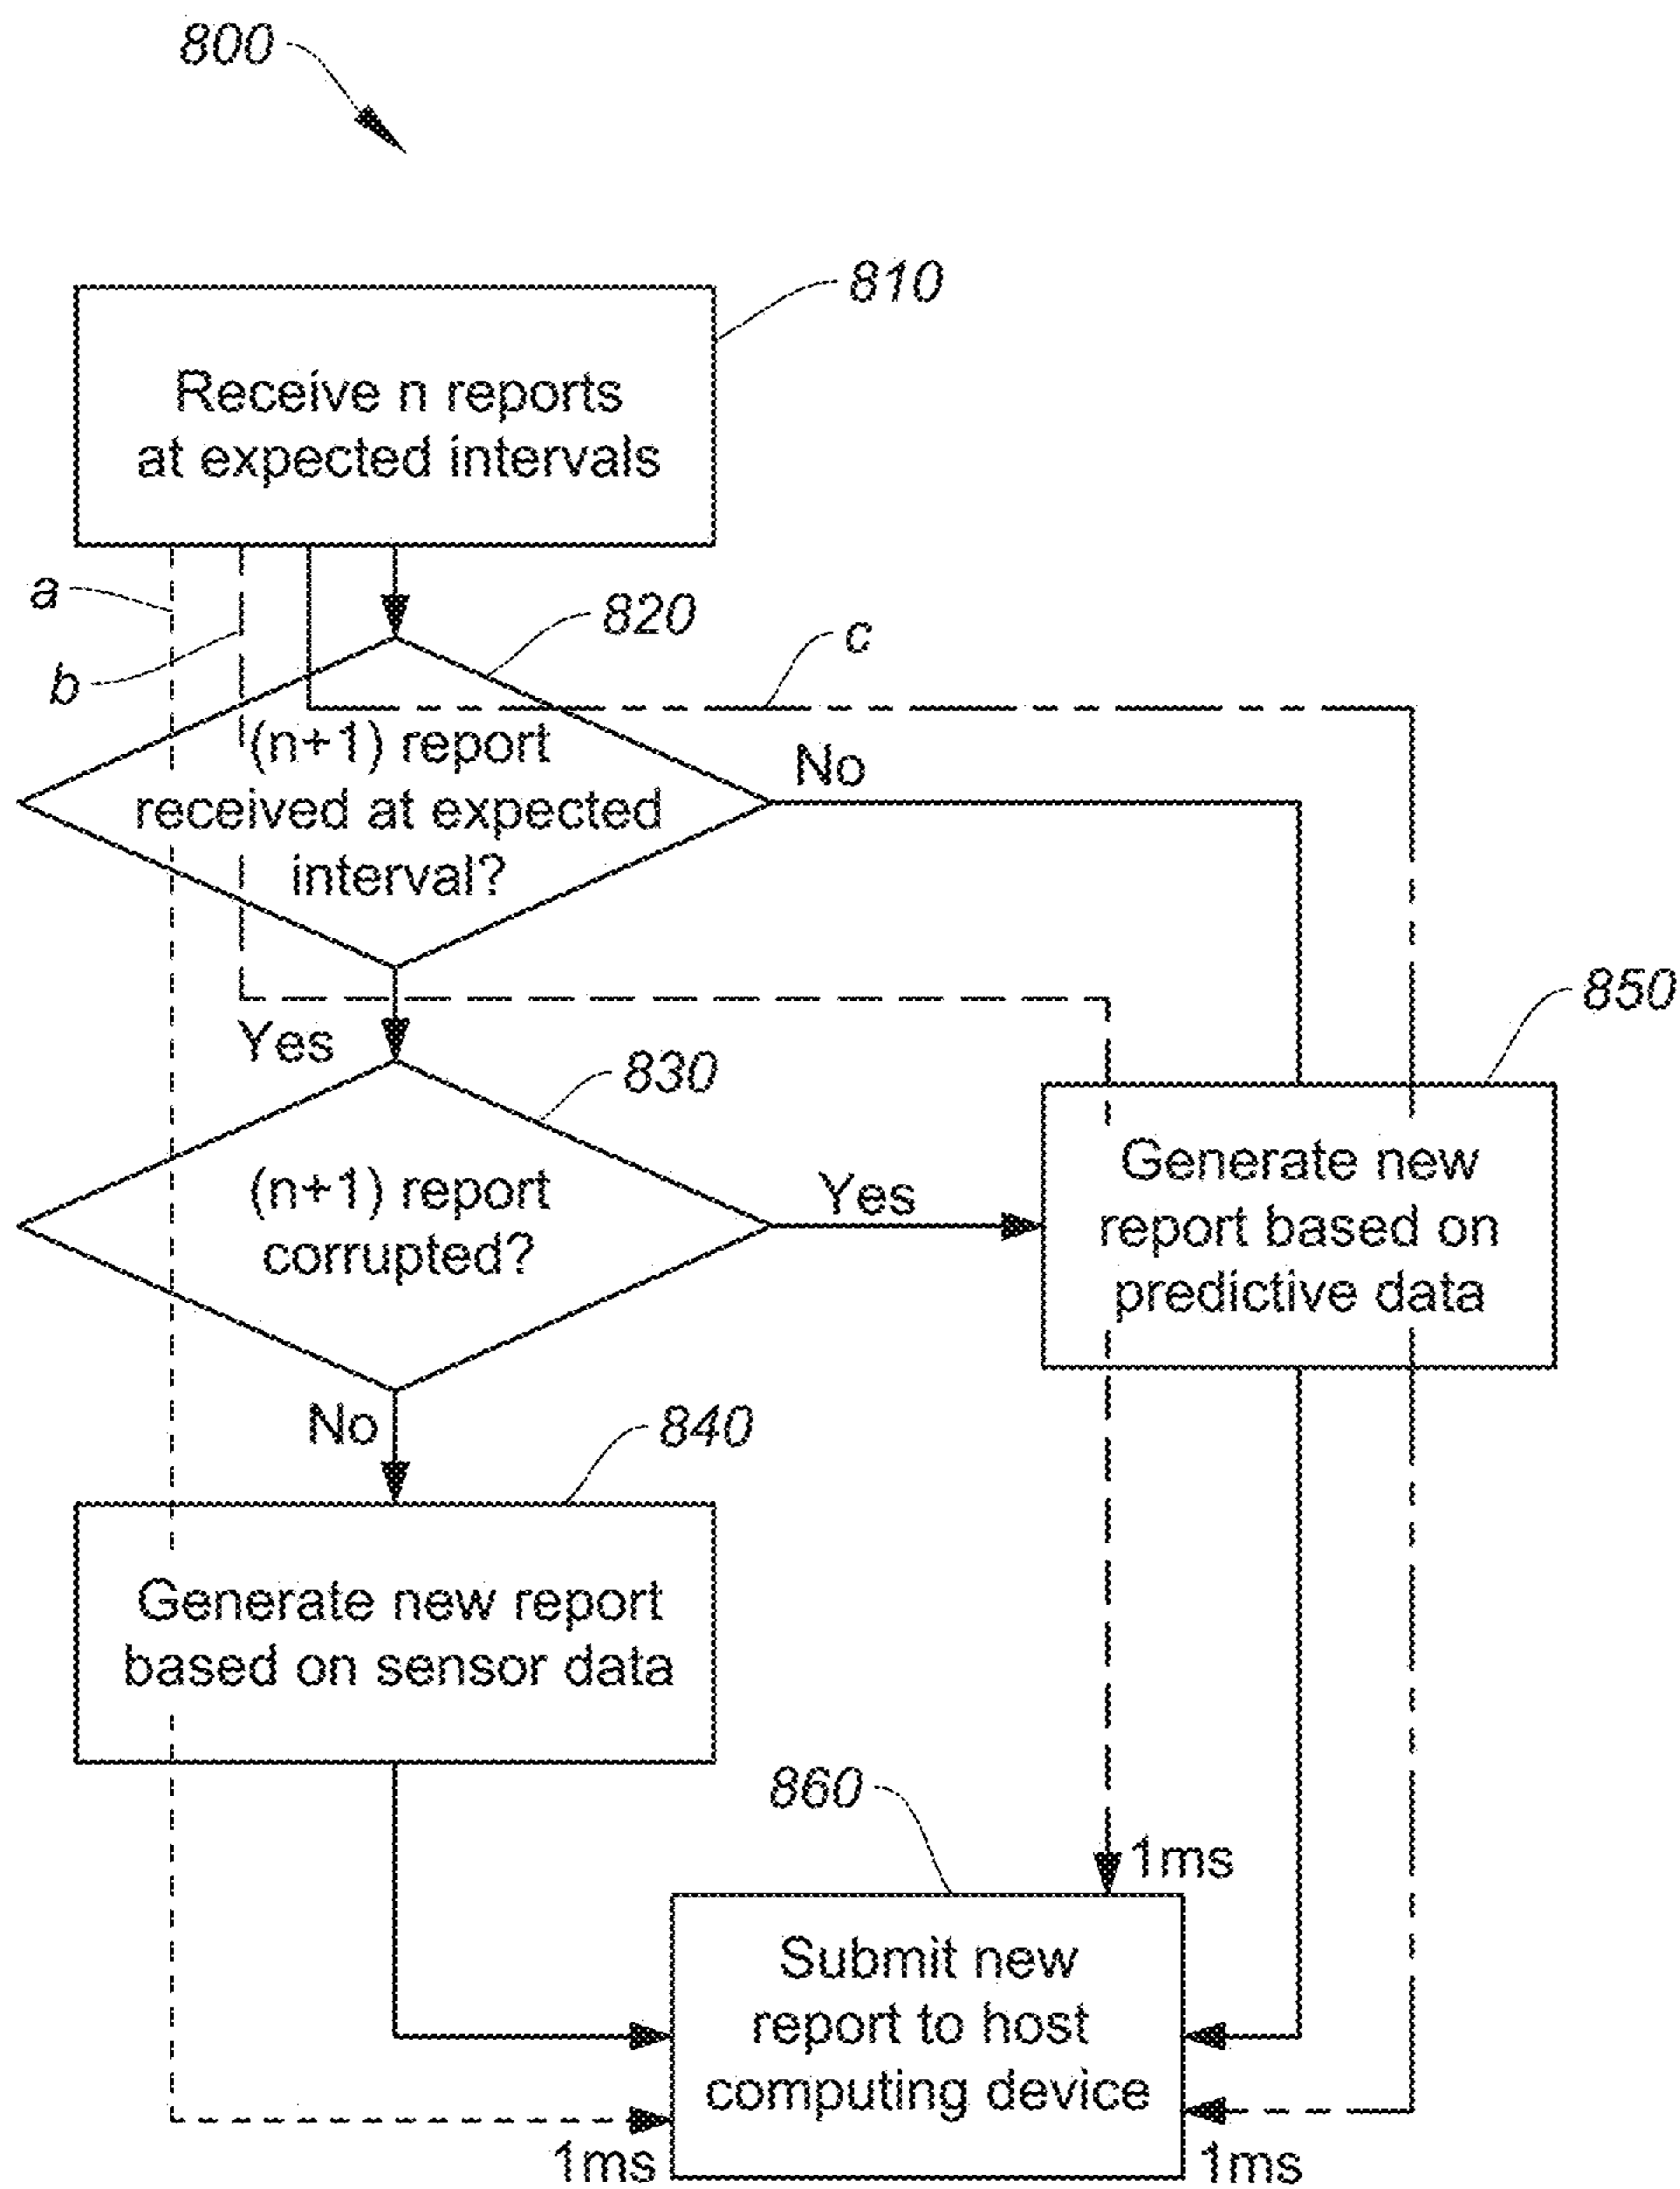 800
810
Receive n reports
at expected intervals
a
820
c
b
(n+1) report
No
received at expected
interval?
850
Yes
830
Generate new
(n+1) report
Yes
report based on
corrupted?
predictive data
No
840
Generate new report
based on sensor data
860
1ms
Submit new
report to host
computing device
1ms
1ms